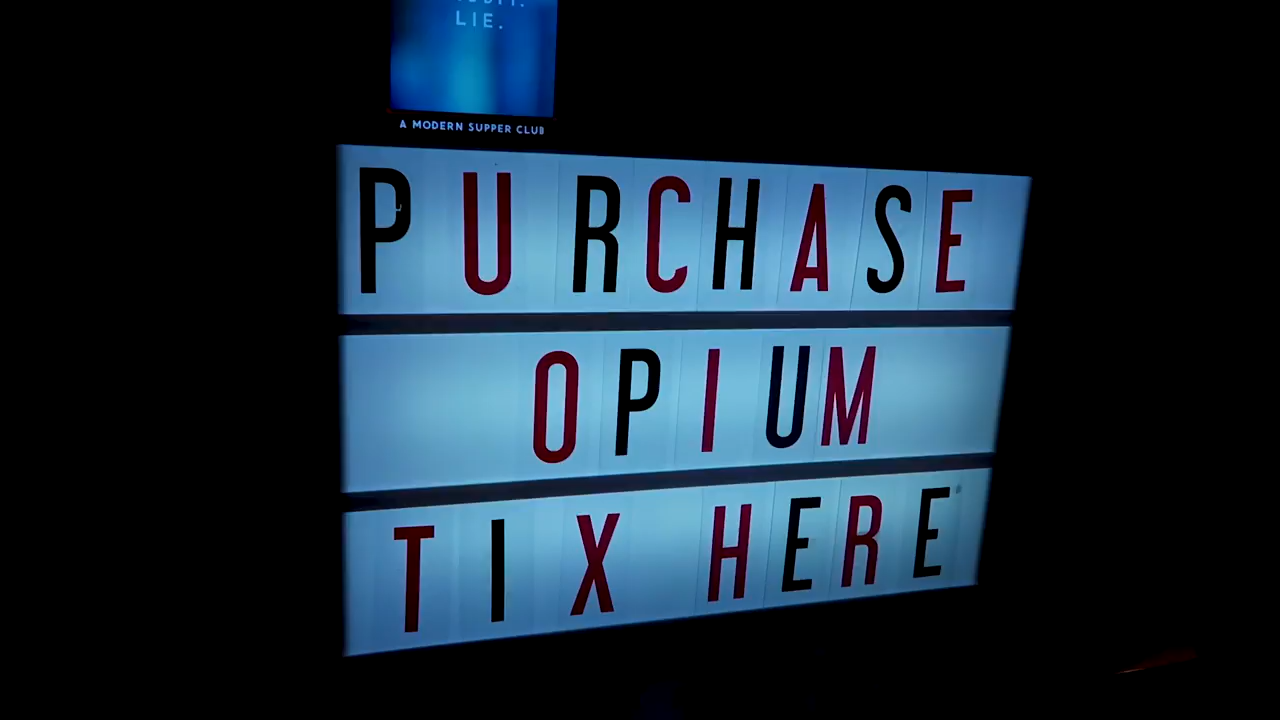 LIE.
A MODERN SUPPER CLUB
PURCHASE
OPIUM
TIX HERE